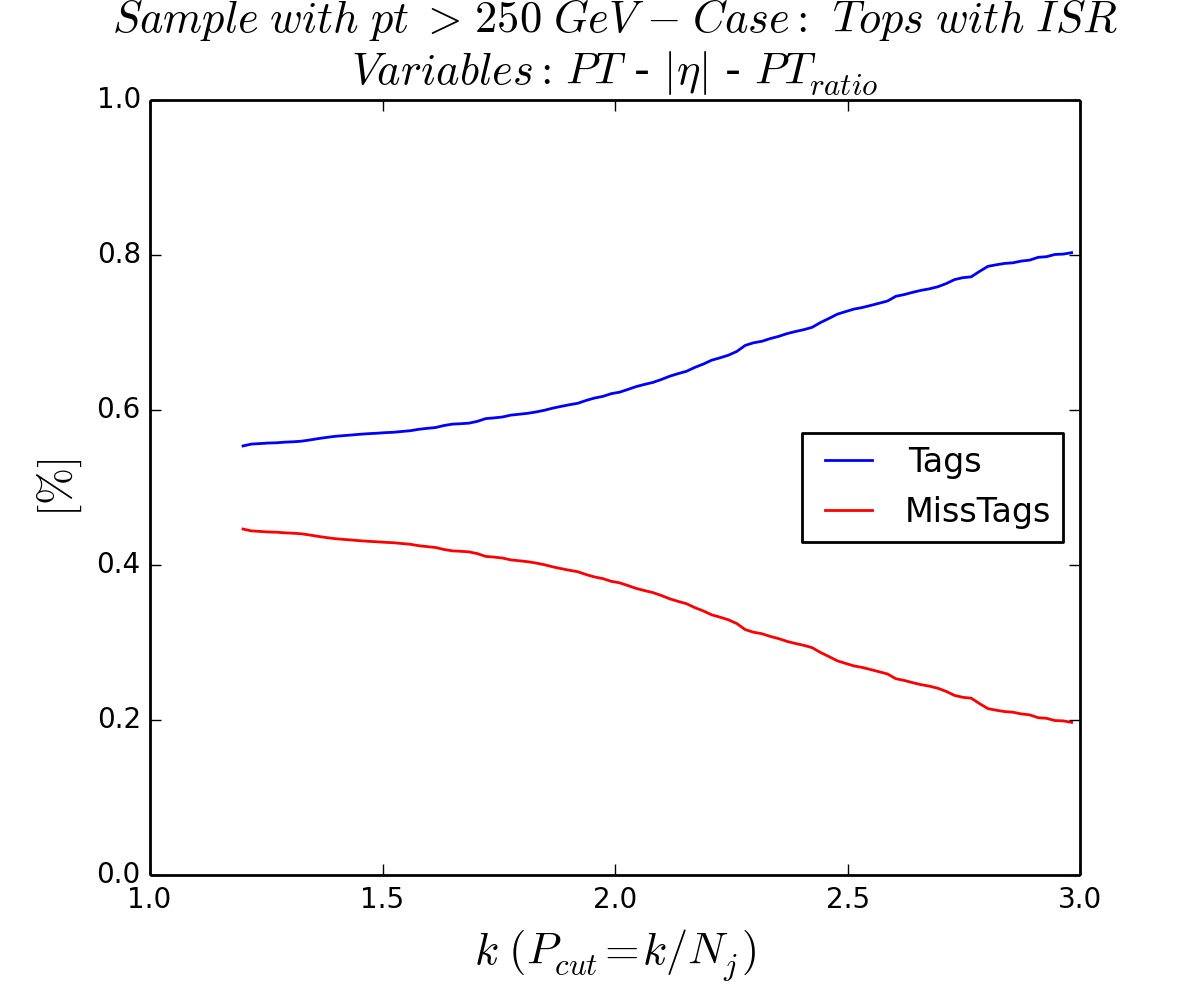 Sample with pt > 250 GeV − Case: Tops with ISR
Variables: PT - |η| - PT_ratio
1.0
0.8
0.6
0.4
0.2
0.0
[%]
Tags
MissTags
1.0 1.5 2.0 2.5 3.0
k (P_cut = k/N_j)